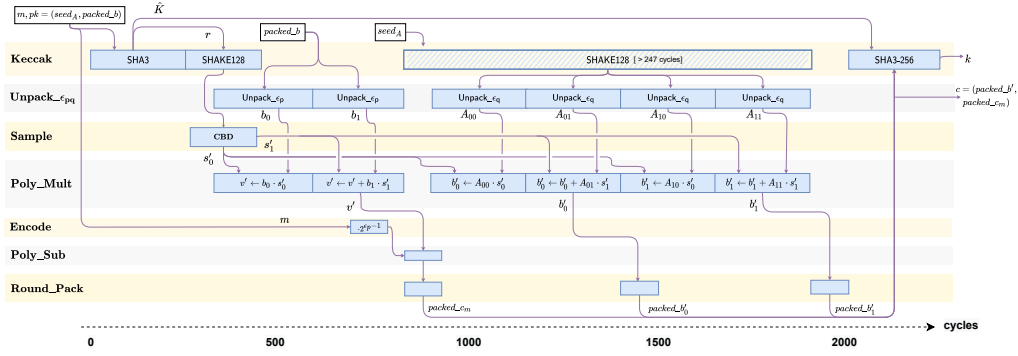 m, pk = (seed_A, packed_b)
K̂
r
packed_b
seed_A
Keccak
SHA3
SHAKE128
SHAKE128 [ > 247 cycles]
SHA3-256
k
c = (packed_b′,
packed_c_m)
Unpack_ϵ_pq
Unpack_ϵ_p
Unpack_ϵ_p
Unpack_ϵ_q
Unpack_ϵ_q
Unpack_ϵ_q
Unpack_ϵ_q
b_0
b_1
A_00
A_01
A_10
A_11
Sample
CBD
s′_1
s′_0
Poly_Mult
v′ ← b_0 · s′_0
v′ ← v′ + b_1 · s′_1
b′_0 ← A_00 · s′_0
b′_0 ← b′_0 + A_01 · s′_1
b′_1 ← A_10 · s′_0
b′_1 ← b′_1 + A_11 · s′_1
v′
b′_0
b′_1
m
Encode
·2^{ϵ_p−1}
Poly_Sub
Round_Pack
packed_c_m
packed_b′_0
packed_b′_1
cycles
0
500
1000
1500
2000